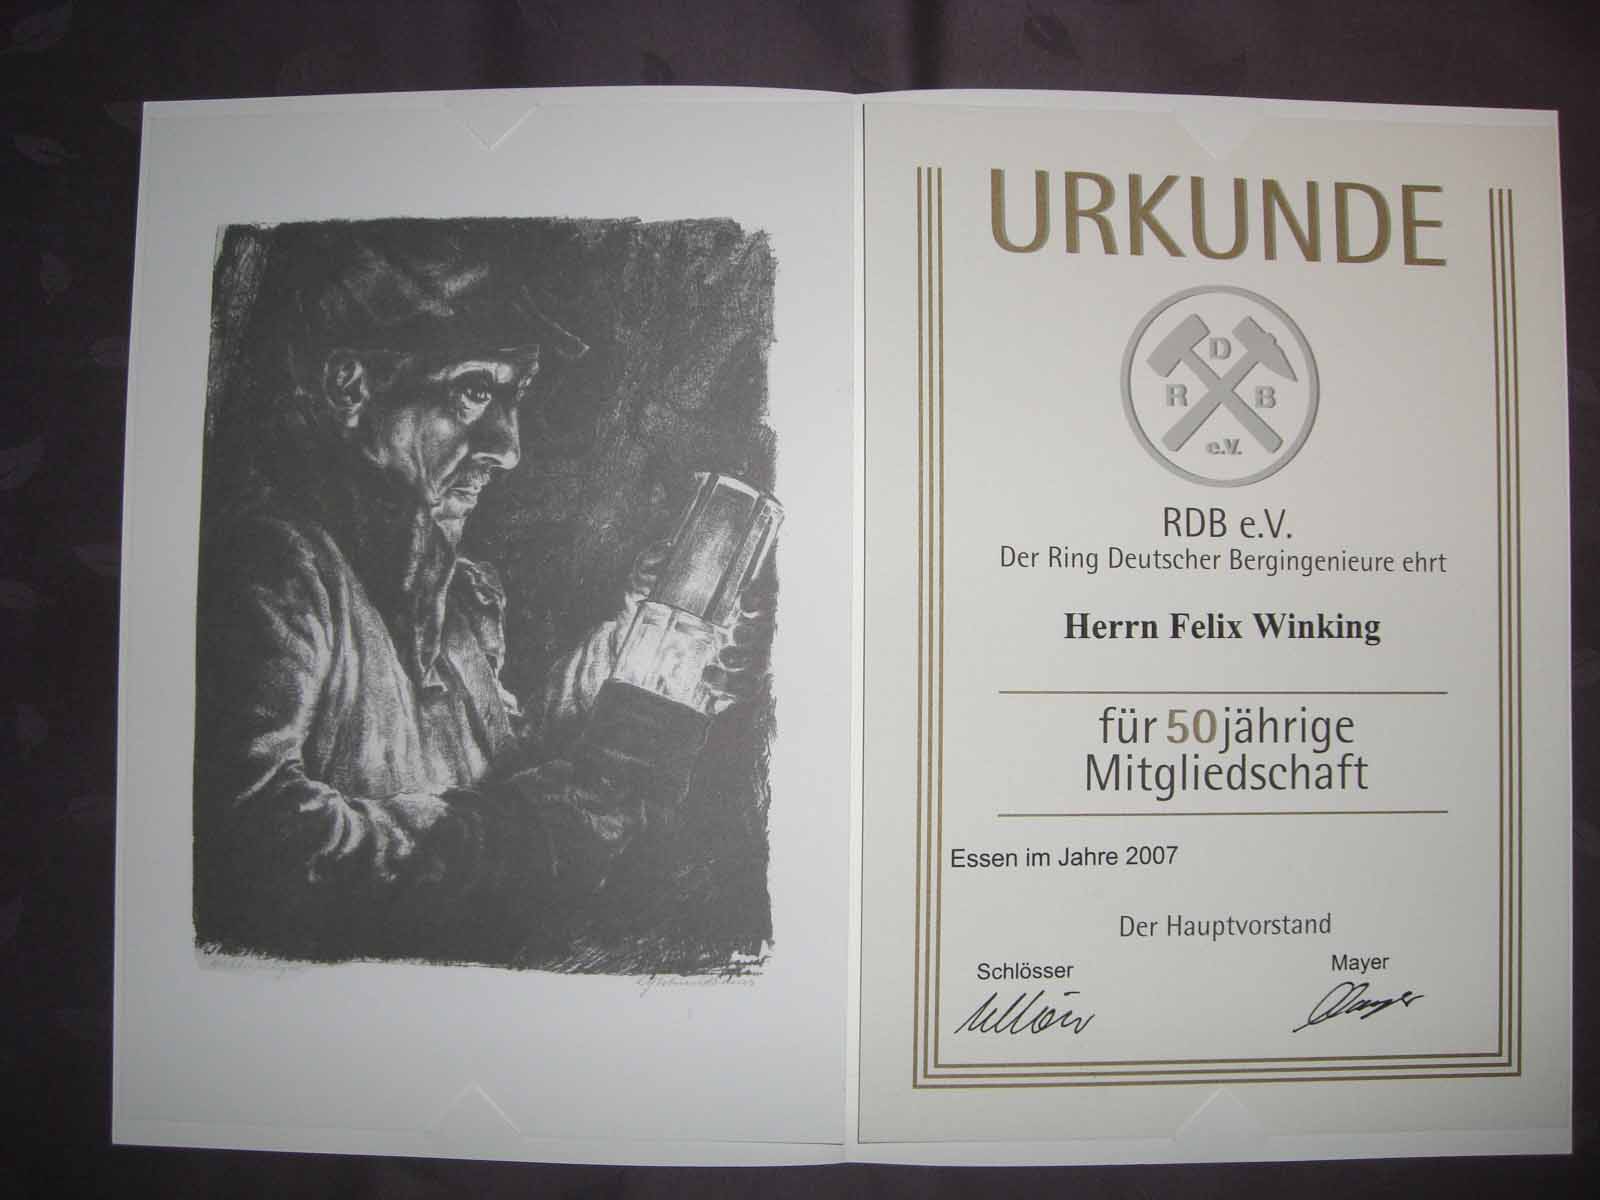 URKUNDE
D
R B
e.V.
RDB e.V.
Der Ring Deutscher Bergingenieure ehrt
Herrn Felix Winking
für 50jährige
Mitgliedschaft
Essen im Jahre 2007
Der Hauptvorstand
Schlösser
Mayer